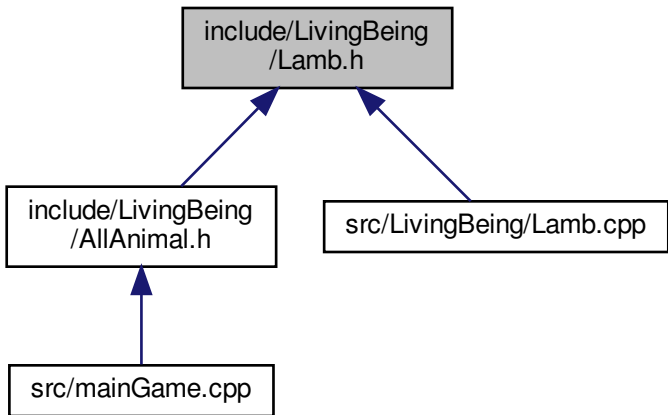 include/LivingBeing
/Lamb.h
include/LivingBeing
/AllAnimal.h
src/LivingBeing/Lamb.cpp
src/mainGame.cpp